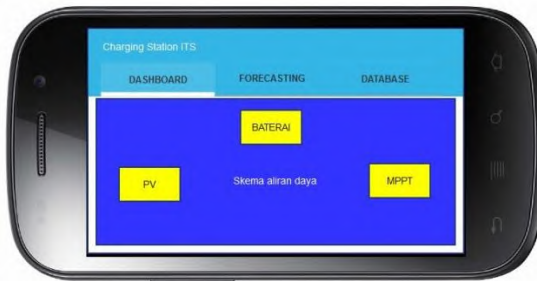 Charging Station ITS
DASHBOARD FORECASTING DATABASE
BATERAI
PV Skema aliran daya MPPT